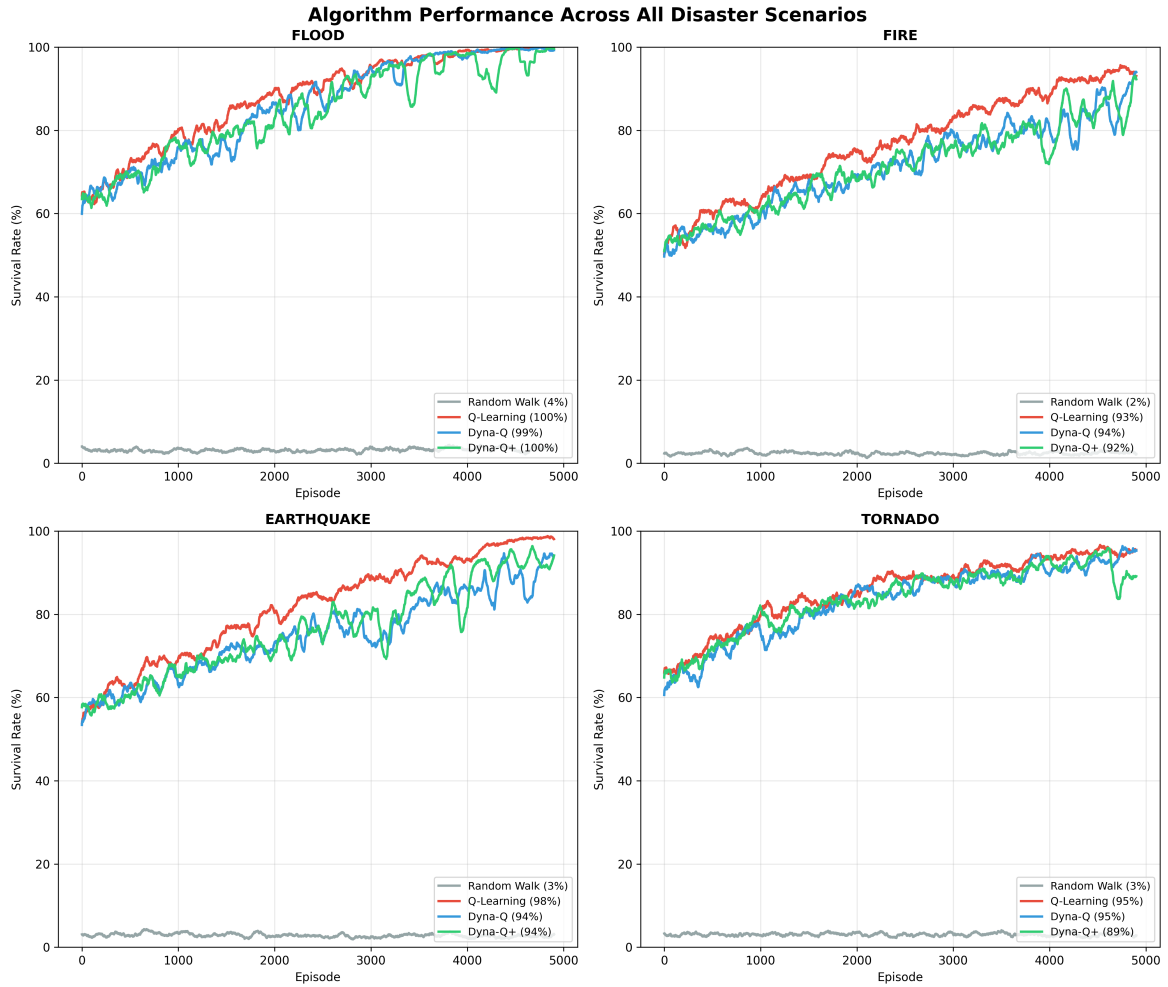 Algorithm Performance Across All Disaster Scenarios
FLOOD
Survival Rate (%)
100
80
60
40
20
0
0 1000 2000 3000 4000 5000
Episode
Random Walk (4%)
Q-Learning (100%)
Dyna-Q (99%)
Dyna-Q+ (100%)
FIRE
Survival Rate (%)
100
80
60
40
20
0
0 1000 2000 3000 4000 5000
Episode
Random Walk (2%)
Q-Learning (93%)
Dyna-Q (94%)
Dyna-Q+ (92%)
EARTHQUAKE
Survival Rate (%)
100
80
60
40
20
0
0 1000 2000 3000 4000 5000
Episode
Random Walk (3%)
Q-Learning (98%)
Dyna-Q (94%)
Dyna-Q+ (94%)
TORNADO
Survival Rate (%)
100
80
60
40
20
0
0 1000 2000 3000 4000 5000
Episode
Random Walk (3%)
Q-Learning (95%)
Dyna-Q (95%)
Dyna-Q+ (89%)